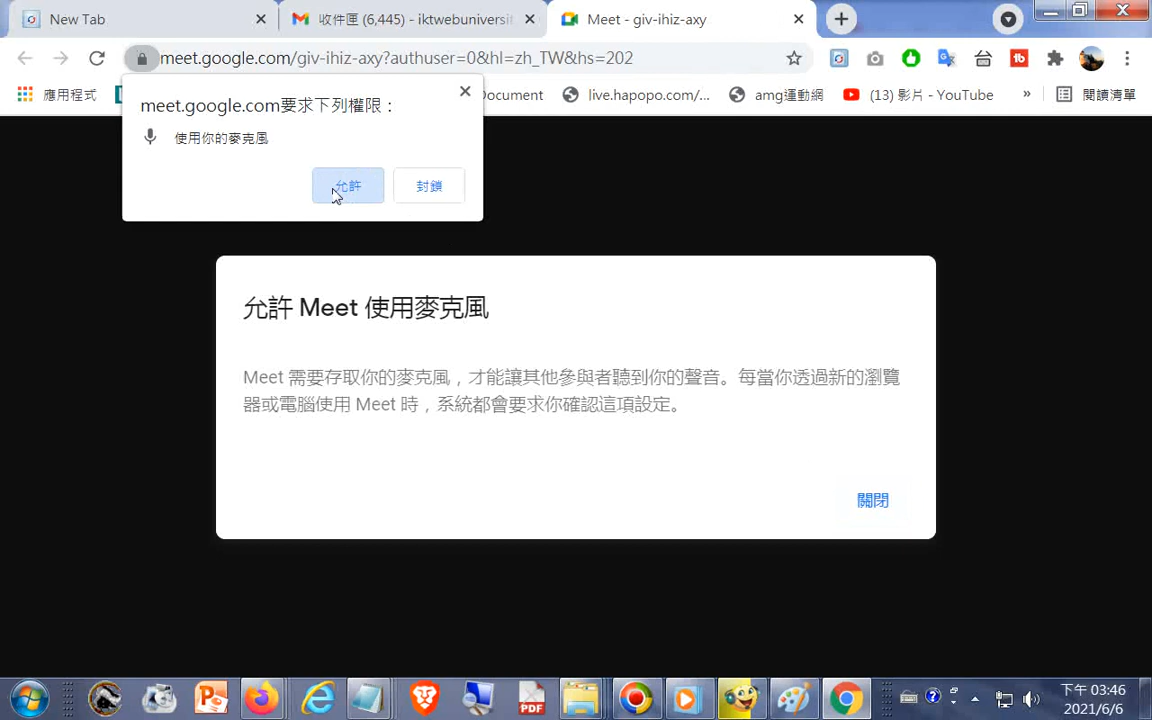 New Tab
收件匣 (6,445) - iktwebuniversit
Meet - giv-ihiz-axy
meet.google.com/giv-ihiz-axy?authuser=0&hl=zh_TW&hs=202
應用程式
Document
live.hapopo.com/...
amg運動網
(13) 影片 - YouTube
»
閱讀清單
meet.google.com要求下列權限：
使用你的麥克風
允許
封鎖
允許 Meet 使用麥克風
Meet 需要存取你的麥克風，才能讓其他參與者聽到你的聲音。每當你透過新的瀏覽
器或電腦使用 Meet 時，系統都會要求你確認這項設定。
關閉
下午 03:46
2021/6/6